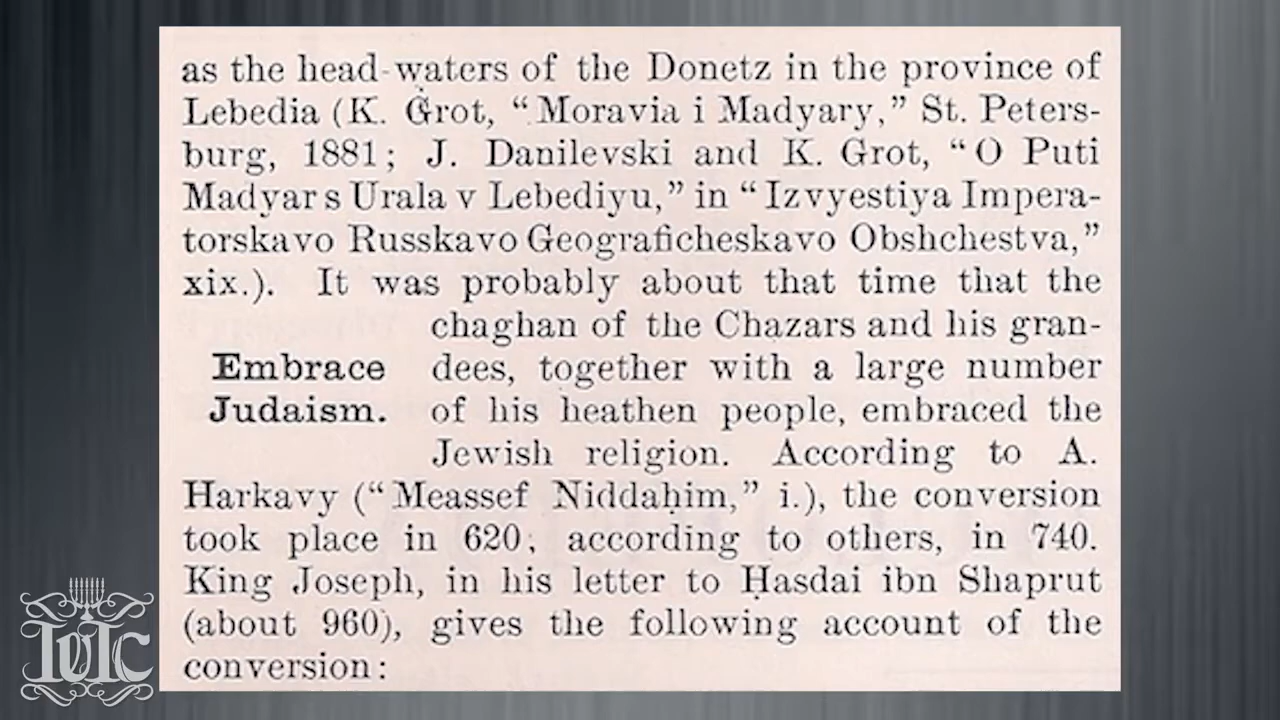 as the head-waters of the Donetz in the province of
Lebedia (K. Grot, “Moravia i Madyary,” St. Peters-
burg, 1881; J. Danilevski and K. Grot, “O Puti
Madyar s Urala v Lebediyu,” in “Izvyestiya Impera-
torskavo Russkavo Geograficheskavo Obshchestva,”
xix.). It was probably about that time that the
chaghan of the Chazars and his gran-
Embrace dees, together with a large number
Judaism. of his heathen people, embraced the
Jewish religion. According to A.
Harkavy (“Meassef Niddaḥim,” i.), the conversion
took place in 620; according to others, in 740.
King Joseph, in his letter to Ḥasdai ibn Shaprut
(about 960), gives the following account of the
conversion:
IUIC